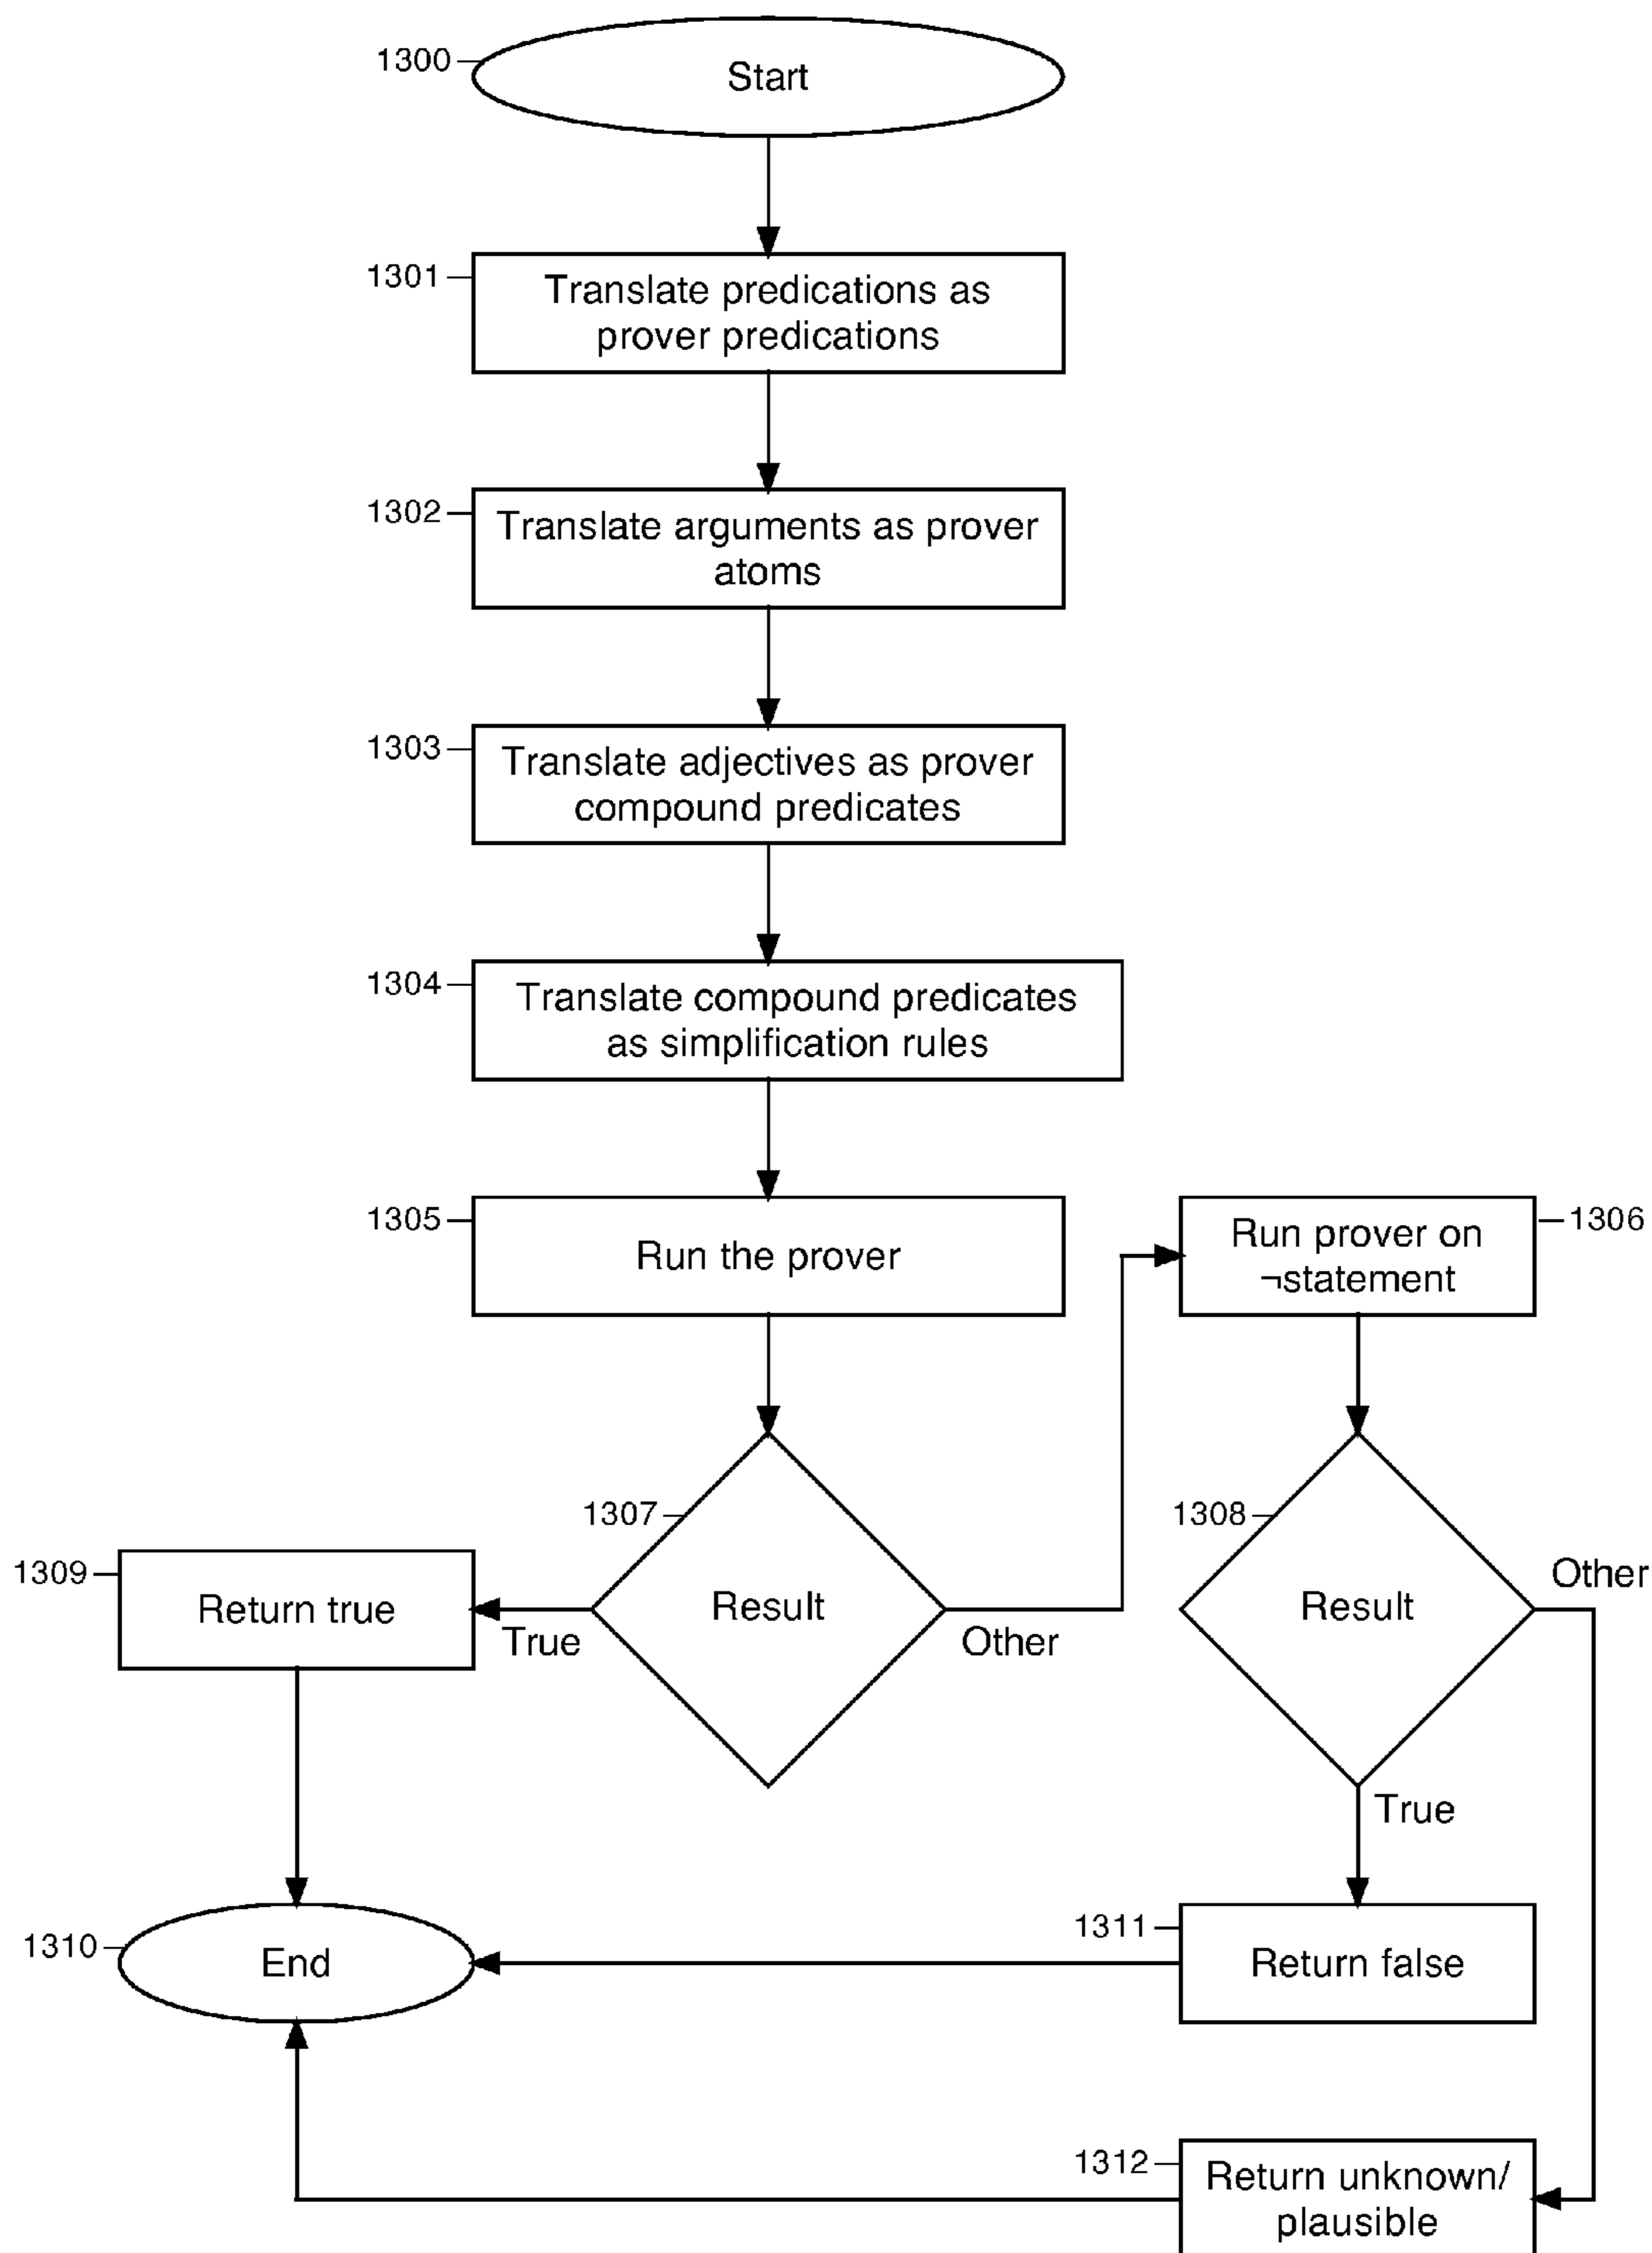 1300
Start
1301
Translate predications as
prover predications
1302
Translate arguments as prover
atoms
1303
Translate adjectives as prover
compound predicates
1304
Translate compound predicates
as simplification rules
1305
Run the prover
1306
Run prover on
¬statement
1307
Result
True
Other
1308
Result
Other
True
1309
Return true
1310
End
1311
Return false
1312
Return unknown/
plausible